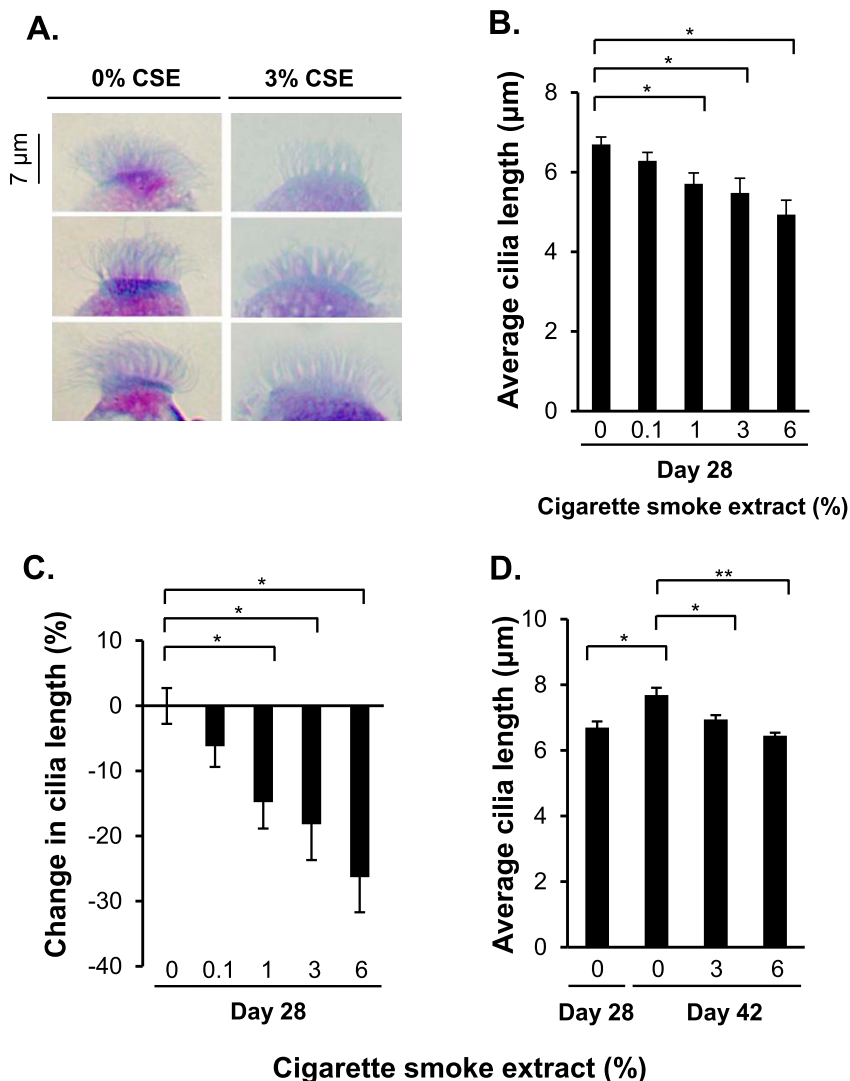 A.
0% CSE 3% CSE
7 µm
B.
*
*
*
Average cilia length (µm)
8
6
4
2
0
0 0.1 1 3 6
Day 28
Cigarette smoke extract (%)
C.
*
*
*
Change in cilia length (%)
10
0
-10
-20
-30
-40
0 0.1 1 3 6
Day 28
D.
**
*
*
Average cilia length (µm)
10
8
6
4
2
0
0 0 3 6
Day 28 Day 42
Cigarette smoke extract (%)